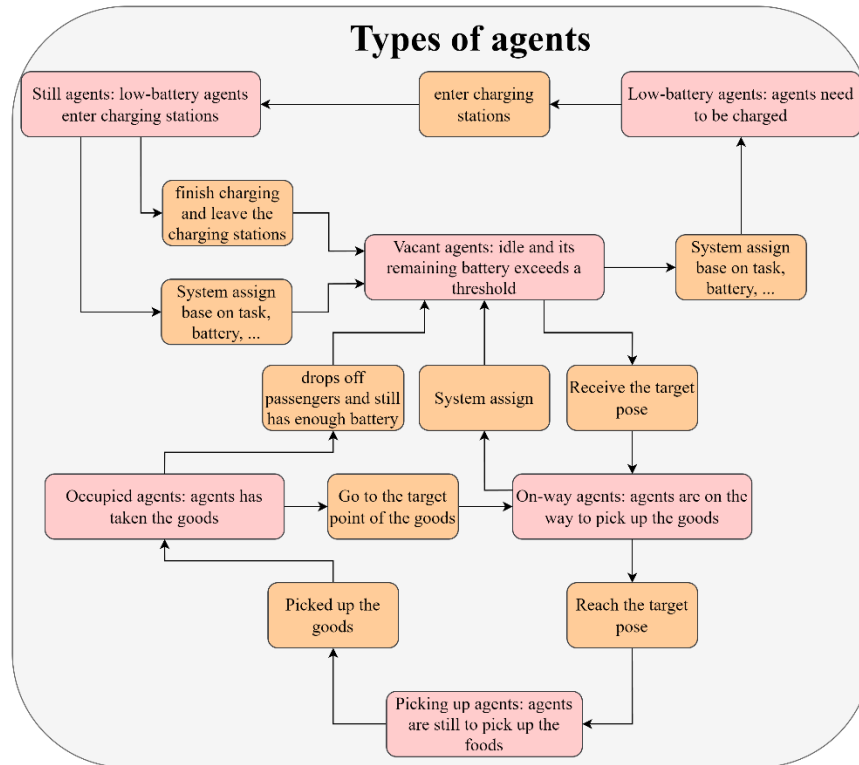 Types of agents
Still agents: low-battery agents
enter charging stations
enter charging
stations
Low-battery agents: agents need
to be charged
finish charging
and leave the
charging stations
Vacant agents: idle and its
remaining battery exceeds a
threshold
System assign
base on task,
battery, ...
System assign
base on task,
battery, ...
drops off
passengers and still
has enough battery
System assign
Receive the target
pose
Occupied agents: agents has
taken the goods
Go to the target
point of the goods
On-way agents: agents are on the
way to pick up the goods
Picked up the
goods
Reach the target
pose
Picking up agents: agents
are still to pick up the
foods